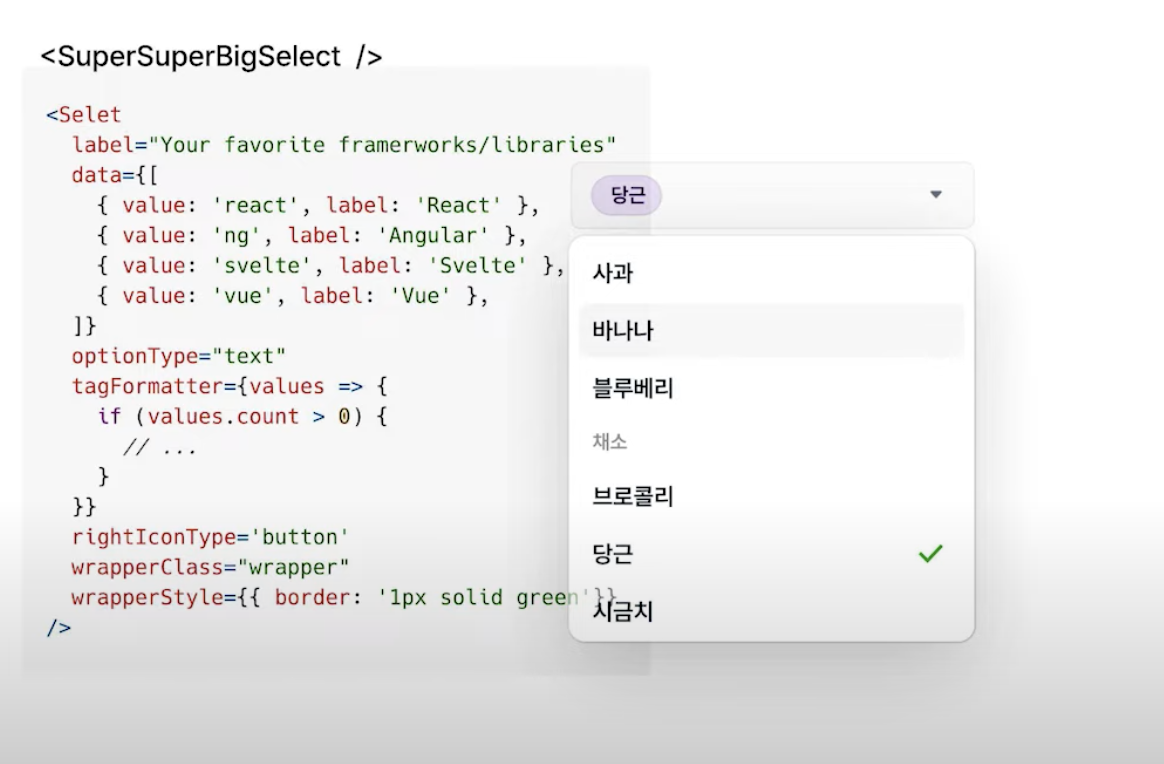 <SuperSuperBigSelect />
<Selet
label="Your favorite framerworks/libraries"
data={[
{ value: 'react', label: 'React' },
{ value: 'ng', label: 'Angular' },
{ value: 'svelte', label: 'Svelte' },
{ value: 'vue', label: 'Vue' },
]}
optionType="text"
tagFormatter={values => {
if (values.count > 0) {
// ...
}
}}
rightIconType='button'
wrapperClass="wrapper"
wrapperStyle={{ border: '1px solid green'}}
/>
당근
사과
바나나
블루베리
채소
브로콜리
당근
시금치